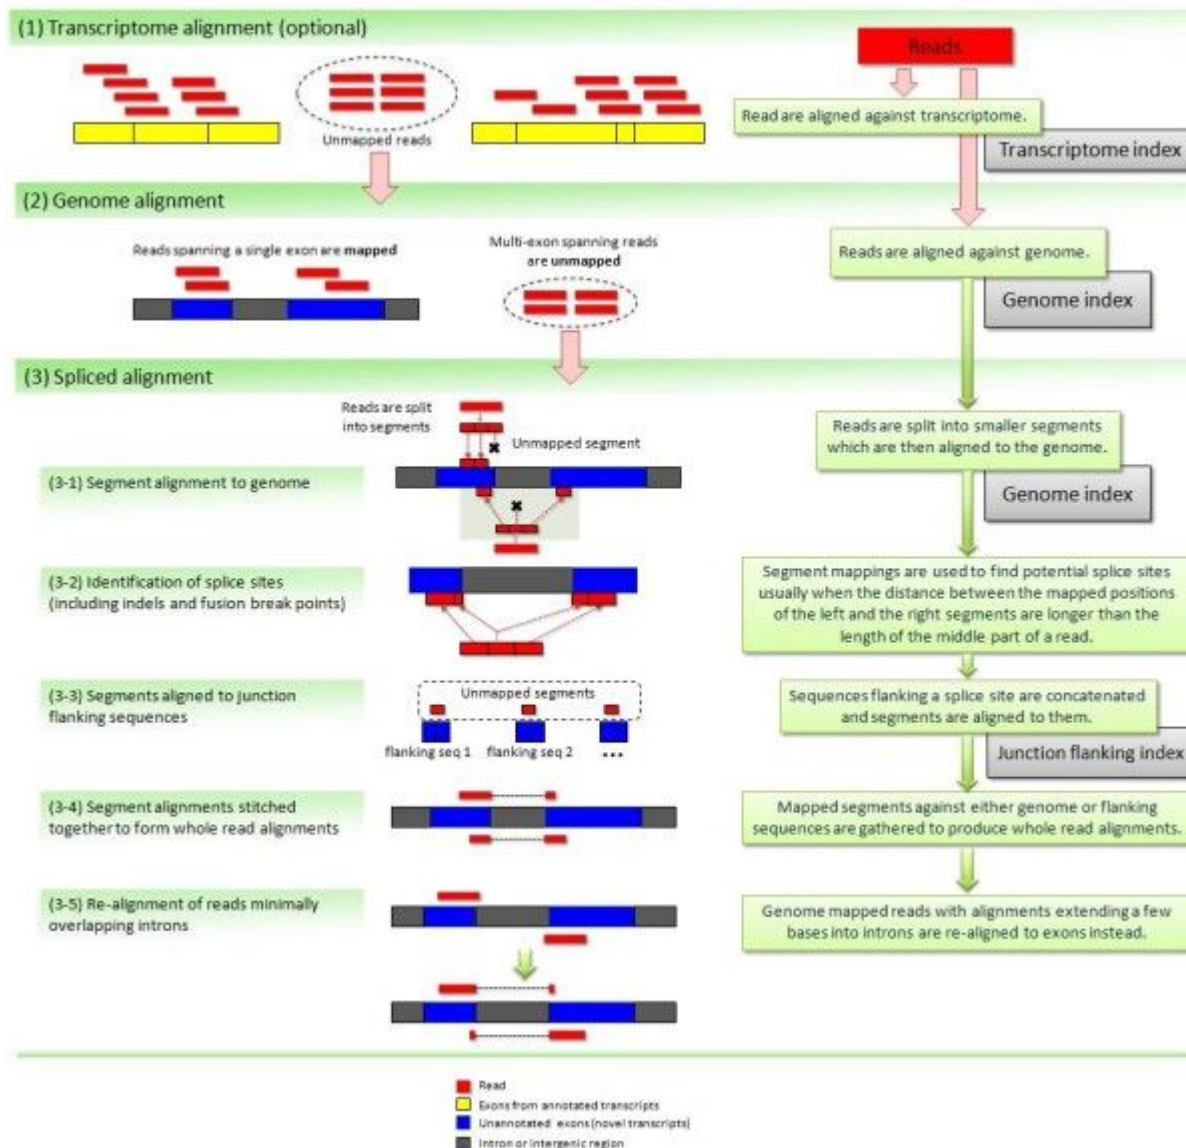 (1) Transcriptome alignment (optional)
Unmapped reads
Reads
Read are aligned against transcriptome.
Transcriptome index
(2) Genome alignment
Reads spanning a single exon are mapped
Multi-exon spanning reads
are unmapped
Reads are aligned against genome.
Genome index
(3) Spliced alignment
Reads are split
into segments
Unmapped segment
Reads are split into smaller segments
which are then aligned to the genome.
(3-1) Segment alignment to genome
Genome index
(3-2) Identification of splice sites
(including indels and fusion break points)
Segment mappings are used to find potential splice sites
usually when the distance between the mapped positions
of the left and the right segments are longer than the
length of the middle part of a read.
(3-3) Segments aligned to junction
flanking sequences
Unmapped segments
flanking seq 1
flanking seq 2
...
Sequences flanking a splice site are concatenated
and segments are aligned to them.
Junction flanking index
(3-4) Segment alignments stitched
together to form whole read alignments
Mapped segments against either genome or flanking
sequences are gathered to produce whole read alignments.
(3-5) Re-alignment of reads minimally
overlapping introns
Genome mapped reads with alignments extending a few
bases into introns are re-aligned to exons instead.
Read
Exons from annotated transcripts
Unannotated exons (novel transcripts)
Intron or intergenic region